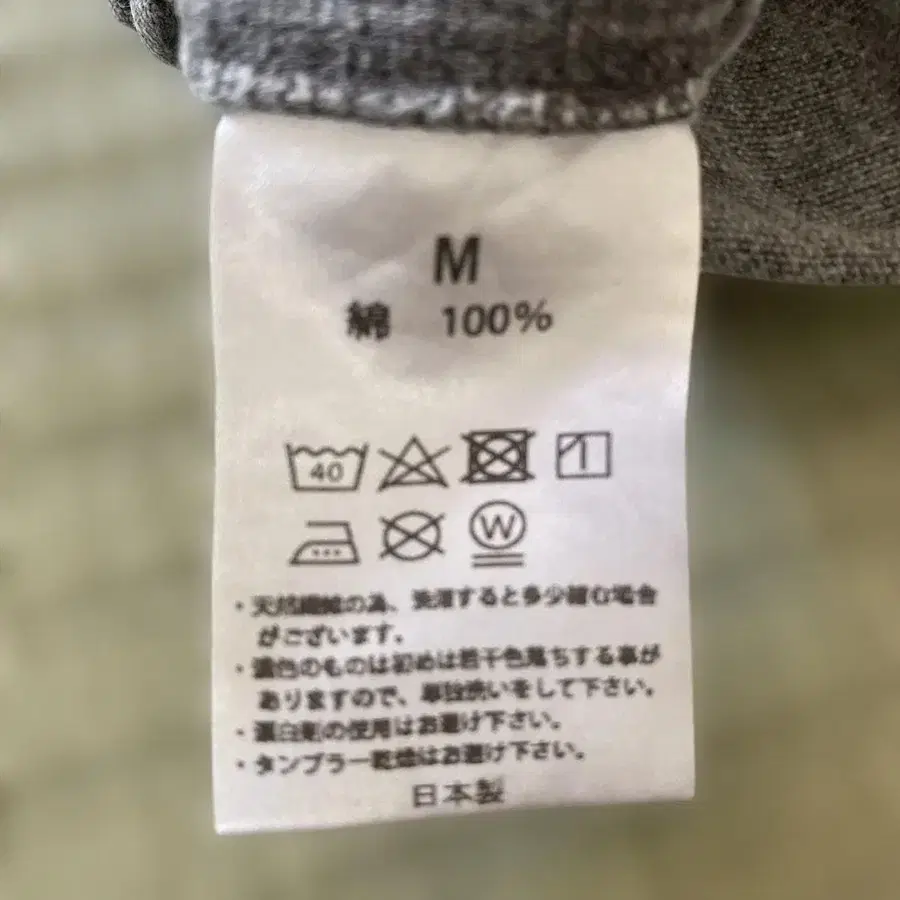 M
綿 100%
40
W
・天然繊維の為、洗濯すると多少縮む場合
がございます。
・濃色のものは初めは若干色落ちする事が
ありますので、単独洗いをして下さい。
・漂白剤の使用はお避け下さい。
・タンブラー乾燥はお避け下さい。
日本製